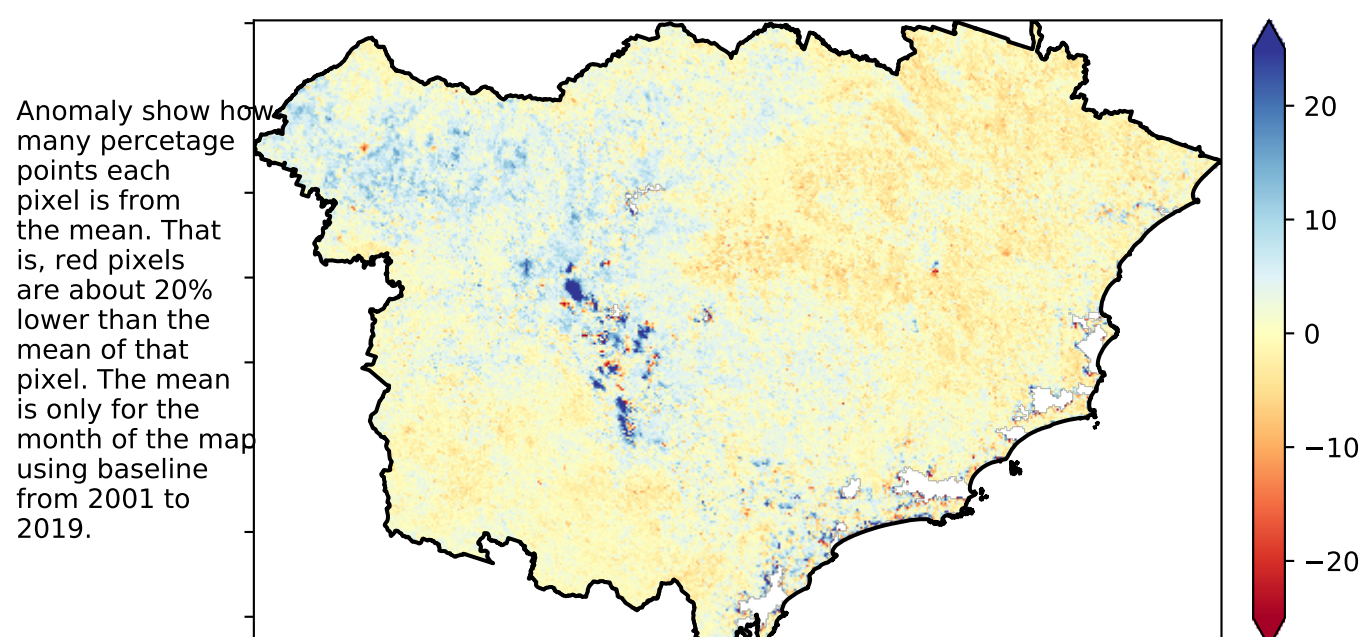 Anomaly show how
many percetage
points each
pixel is from
the mean. That
is, red pixels
are about 20%
lower than the
mean of that
pixel. The mean
is only for the
month of the map
using baseline
from 2001 to
2019.
20
10
0
−10
−20